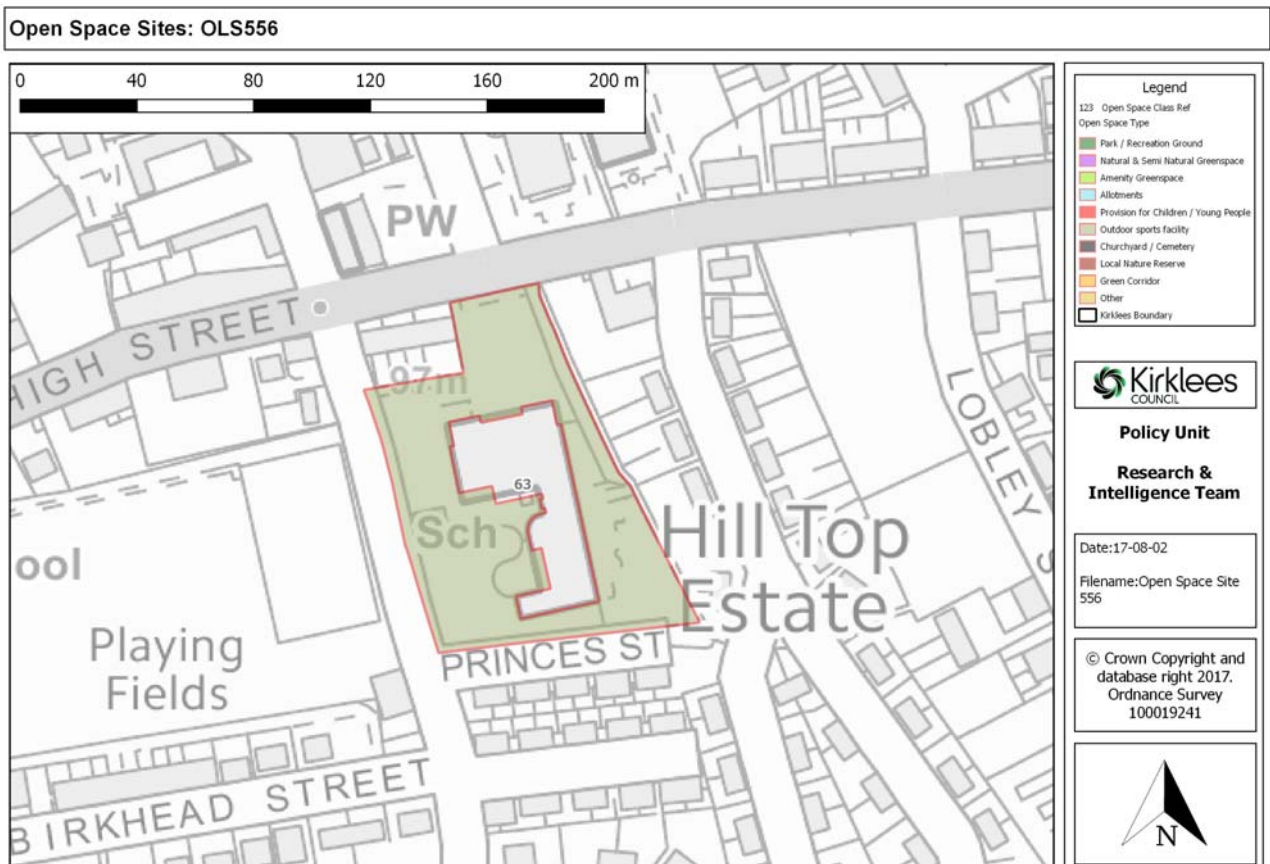 Open Space Sites: OLS556
0 40 80 120 160 200 m
PW
HIGH STREET
97m
63
Sch
ool
Playing
Fields
Hill Top
Estate
PRINCES ST
BIRKHEAD STREET
LOBLEY S
Legend
123 Open Space Class Ref
Open Space Type
Park / Recreation Ground
Natural & Semi Natural Greenspace
Amenity Greenspace
Allotments
Provision for Children / Young People
Outdoor sports facility
Churchyard / Cemetery
Local Nature Reserve
Green Corridor
Other
Kirklees Boundary
Kirklees
COUNCIL
Policy Unit
Research &
Intelligence Team
Date:17-08-02
Filename:Open Space Site
556
© Crown Copyright and
database right 2017.
Ordnance Survey
100019241
N